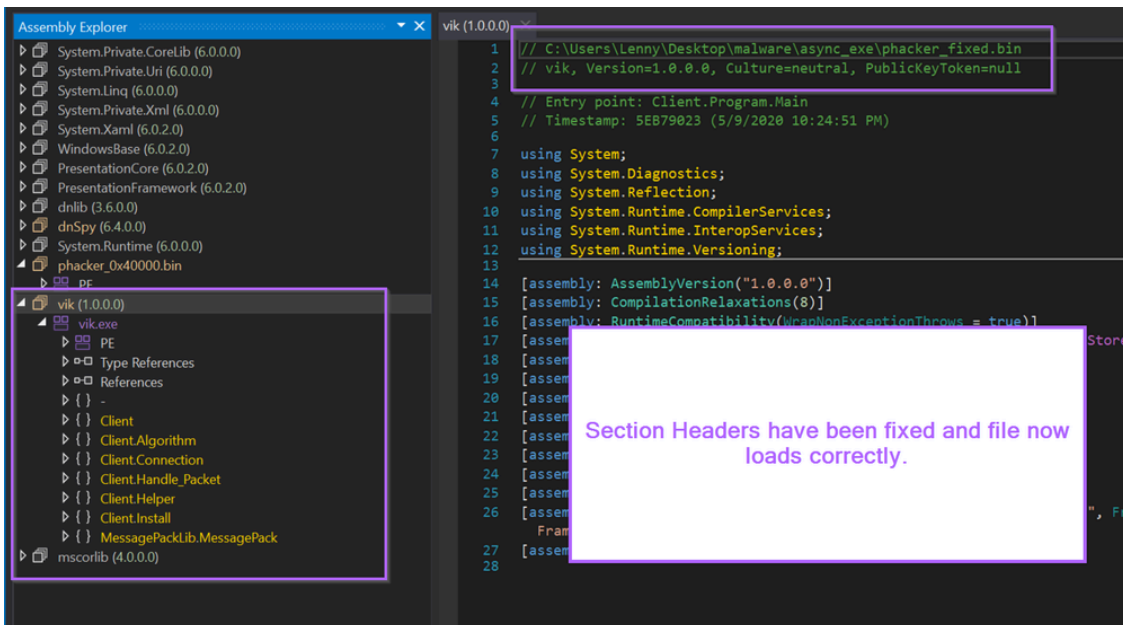 Assembly Explorer
System.Private.CoreLib (6.0.0.0)
System.Private.Uri (6.0.0.0)
System.Linq (6.0.0.0)
System.Private.Xml (6.0.0.0)
System.Xaml (6.0.2.0)
WindowsBase (6.0.2.0)
PresentationCore (6.0.2.0)
PresentationFramework (6.0.2.0)
dnlib (3.6.0.0)
dnSpy (6.4.0.0)
System.Runtime (6.0.0.0)
phacker_0x40000.bin
PE
vik (1.0.0.0)
vik.exe
PE
Type References
References
{ } -
{ } Client
{ } Client.Algorithm
{ } Client.Connection
{ } Client.Handle_Packet
{ } Client.Helper
{ } Client.Install
{ } MessagePackLib.MessagePack
mscorlib (4.0.0.0)
vik (1.0.0.0)
1 // C:\Users\Lenny\Desktop\malware\async_exe\phacker_fixed.bin
2 // vik, Version=1.0.0.0, Culture=neutral, PublicKeyToken=null
3
4 // Entry point: Client.Program.Main
5 // Timestamp: 5EB79023 (5/9/2020 10:24:51 PM)
6
7 using System;
8 using System.Diagnostics;
9 using System.Reflection;
10 using System.Runtime.CompilerServices;
11 using System.Runtime.InteropServices;
12 using System.Runtime.Versioning;
13
14 [assembly: AssemblyVersion("1.0.0.0")]
15 [assembly: CompilationRelaxations(8)]
16 [assembly: RuntimeCompatibility(WrapNonExceptionThrows = true)]
17 [assem Store
18 [assem
19 [assem
20 [assem
21 [assem
22 [assem
23 [assem
24 [assem
25 [assem
26 [assem ", Fr
Fram
27 [assem
28
Section Headers have been fixed and file now
loads correctly.